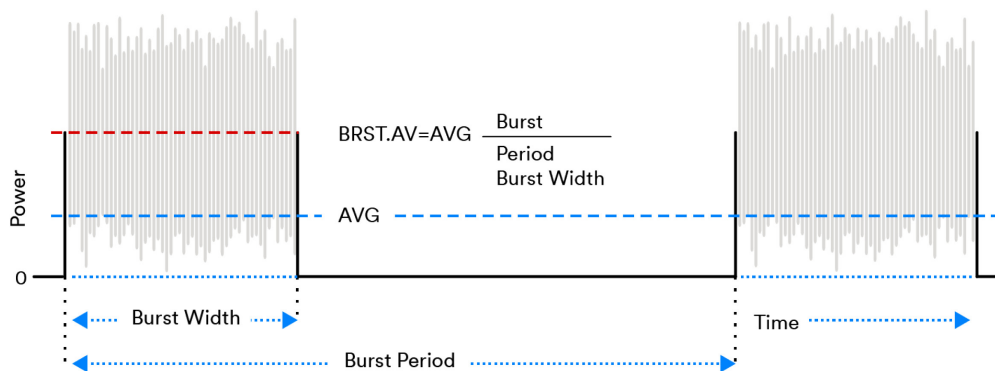 BRST.AV=AVG
Burst
Period
Burst Width
AVG
Power
0
Burst Width
Time
Burst Period